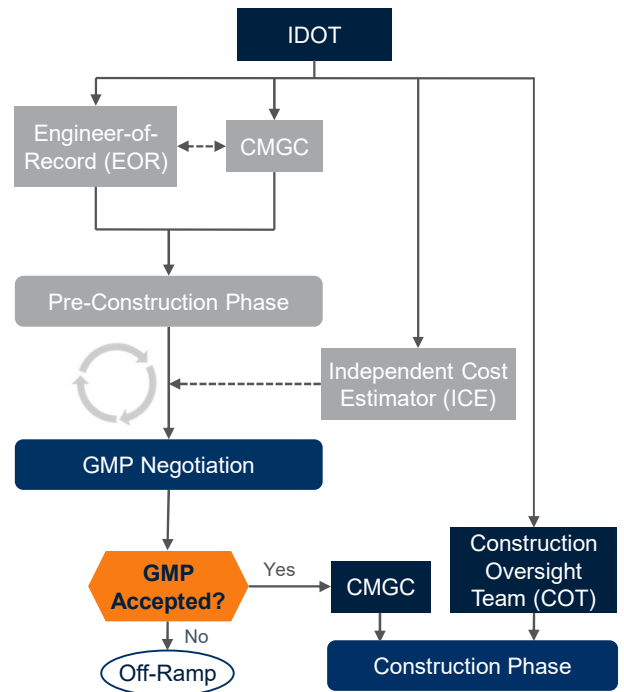 IDOT
Engineer-of-
Record (EOR)
CMGC
Pre-Construction Phase
Independent Cost
Estimator (ICE)
GMP Negotiation
GMP
Accepted?
Yes
CMGC
Construction
Oversight
Team (COT)
No
Off-Ramp
Construction Phase